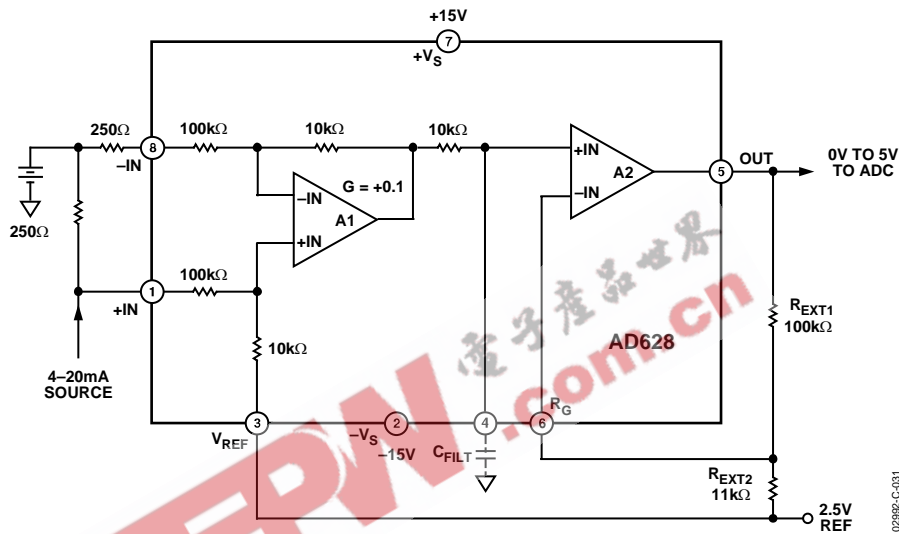 +15V
7
+VS
250Ω
100kΩ
10kΩ
10kΩ
8
–IN
+IN
A2
–IN
5
OUT
0V TO 5V
TO ADC
G = +0.1
–IN
A1
+IN
250Ω
100kΩ
1
+IN
10kΩ
REXT1
100kΩ
AD628
電子產品世界
.com.cn
EPW
4–20mA
SOURCE
RG
3
2
4
6
VREF
–VS
–15V
CFILT
REXT2
11kΩ
2.5V
REF
02992-C-031